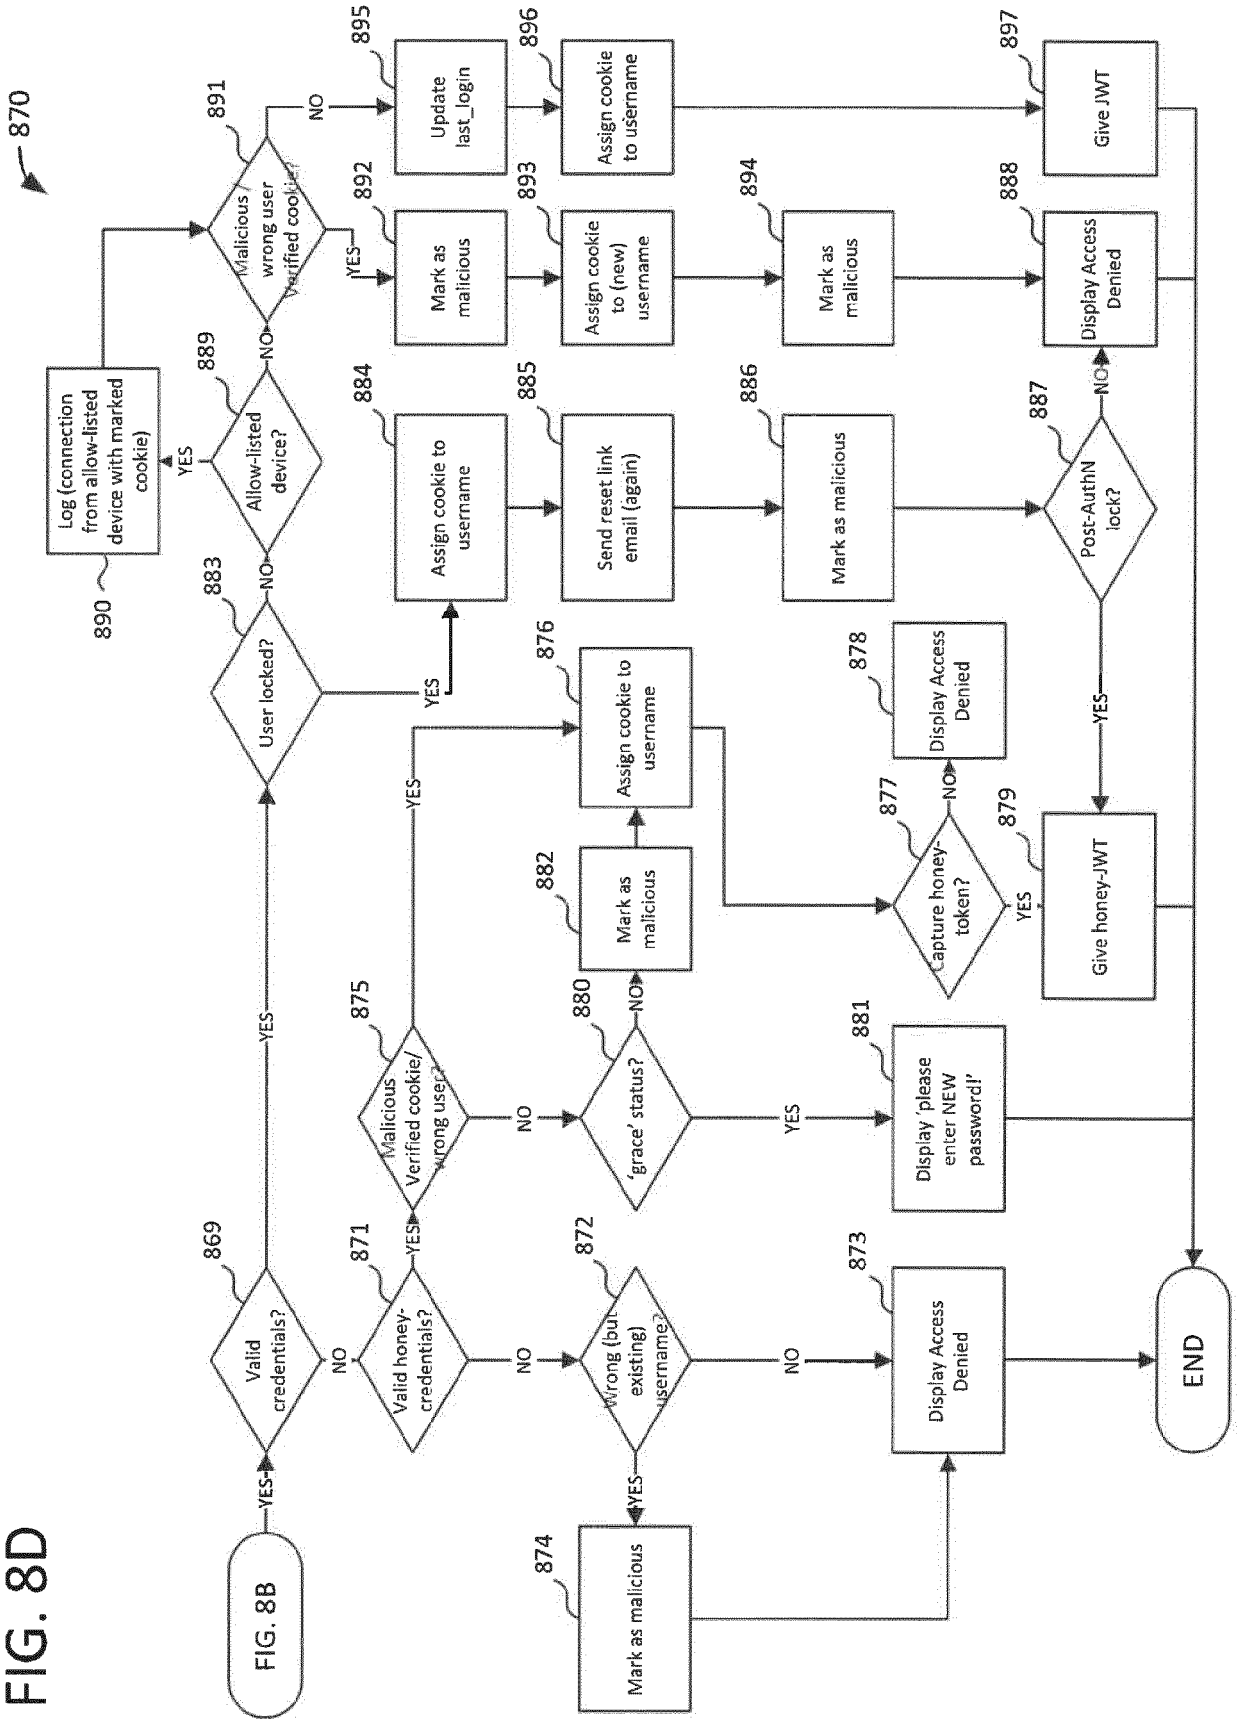 FIG. 8D
870
FIG. 8B
YES
869
Valid
credentials?
YES
NO
871
Valid honey-
credentials?
YES
NO
872
Wrong (but
existing)
username?
YES
NO
874
Mark as malicious
873
Display Access
Denied
875
Malicious
Verified cookie/
wrong user?
YES
NO
880
'grace' status?
NO
YES
881
Display 'please
enter NEW
password!'
882
Mark as
malicious
876
Assign cookie to
username
877
Capture honey-
token?
NO
YES
878
Display Access
Denied
879
Give honey-JWT
883
User locked?
NO
YES
884
Assign cookie to
username
885
Send reset link
email (again)
886
Mark as malicious
887
Post-AuthN
lock?
YES
NO
888
Display Access
Denied
889
Allow-listed
device?
YES
NO
890
Log (connection
from allow-listed
device with marked
cookie)
891
Malicious /
wrong user
Verified cookie?
YES
NO
892
Mark as
malicious
893
Assign cookie
to (new)
username
894
Mark as
malicious
895
Update
last_login
896
Assign cookie
to username
897
Give JWT
END